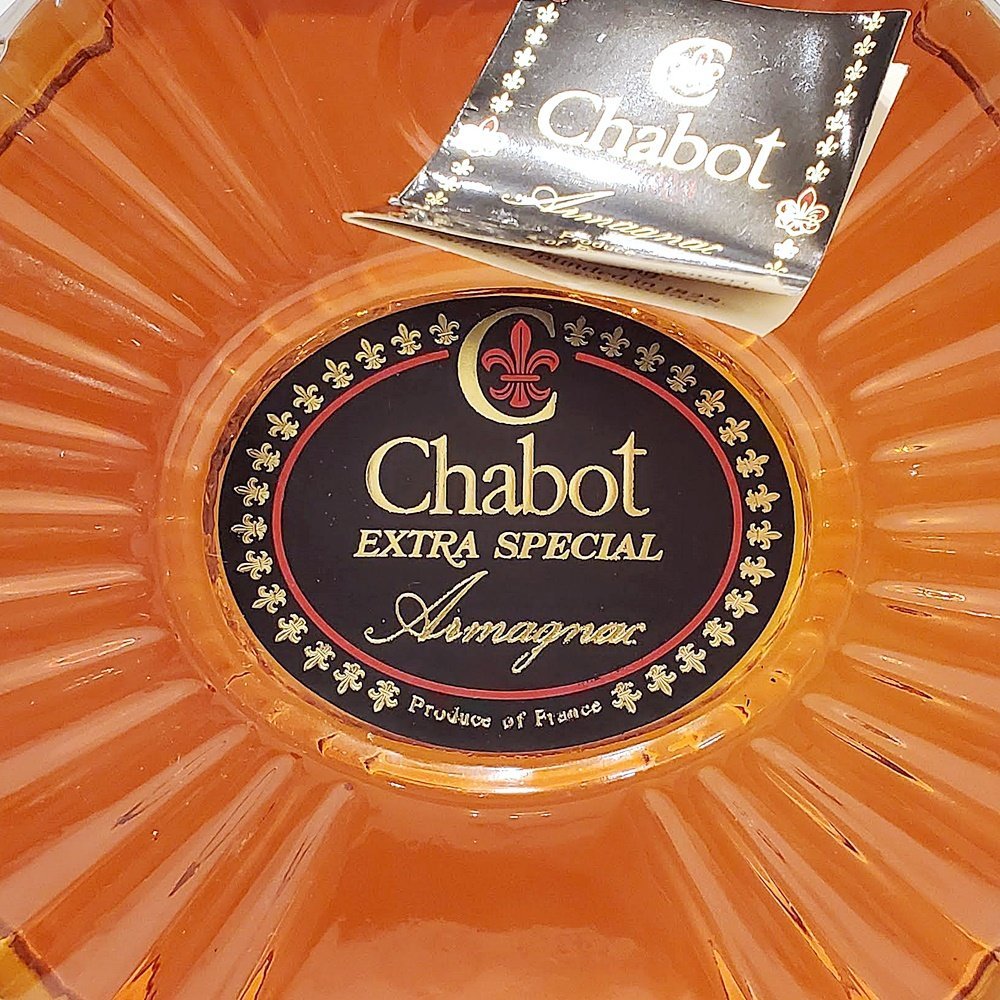 C
Chabot
Armagnac
C
Chabot
EXTRA SPECIAL
Armagnac
Produce of France